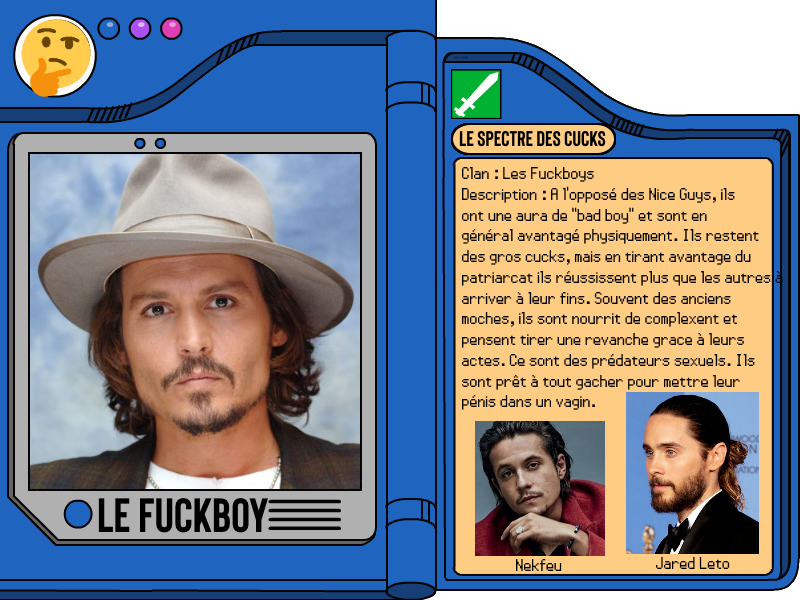 LE SPECTRE DES CUCKS
Clan : Les Fuckboys
Description : A l'opposé des Nice Guys, ils
ont une aura de "bad boy" et sont en
général avantagé physiquement. Ils restent
des gros cucks, mais en tirant avantage du
patriarcat ils réussissent plus que les autres à
arriver à leur fins. Souvent des anciens
moches, ils sont nourrit de complexent et
pensent tirer une revanche grace à leurs
actes. Ce sont des prédateurs sexuels. Ils
sont prêt à tout gacher pour mettre leur
pénis dans un vagin.
LE FUCKBOY
Nekfeu
Jared Leto